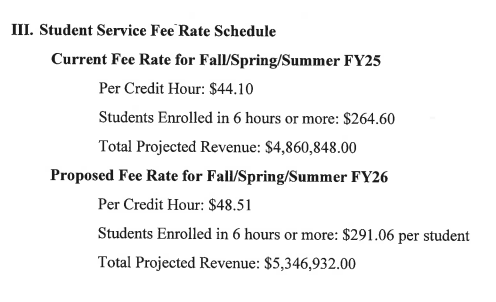 III. Student Service Fee Rate Schedule
Current Fee Rate for Fall/Spring/Summer FY25
Per Credit Hour: $44.10
Students Enrolled in 6 hours or more: $264.60
Total Projected Revenue: $4,860,848.00
Proposed Fee Rate for Fall/Spring/Summer FY26
Per Credit Hour: $48.51
Students Enrolled in 6 hours or more: $291.06 per student
Total Projected Revenue: $5,346,932.00